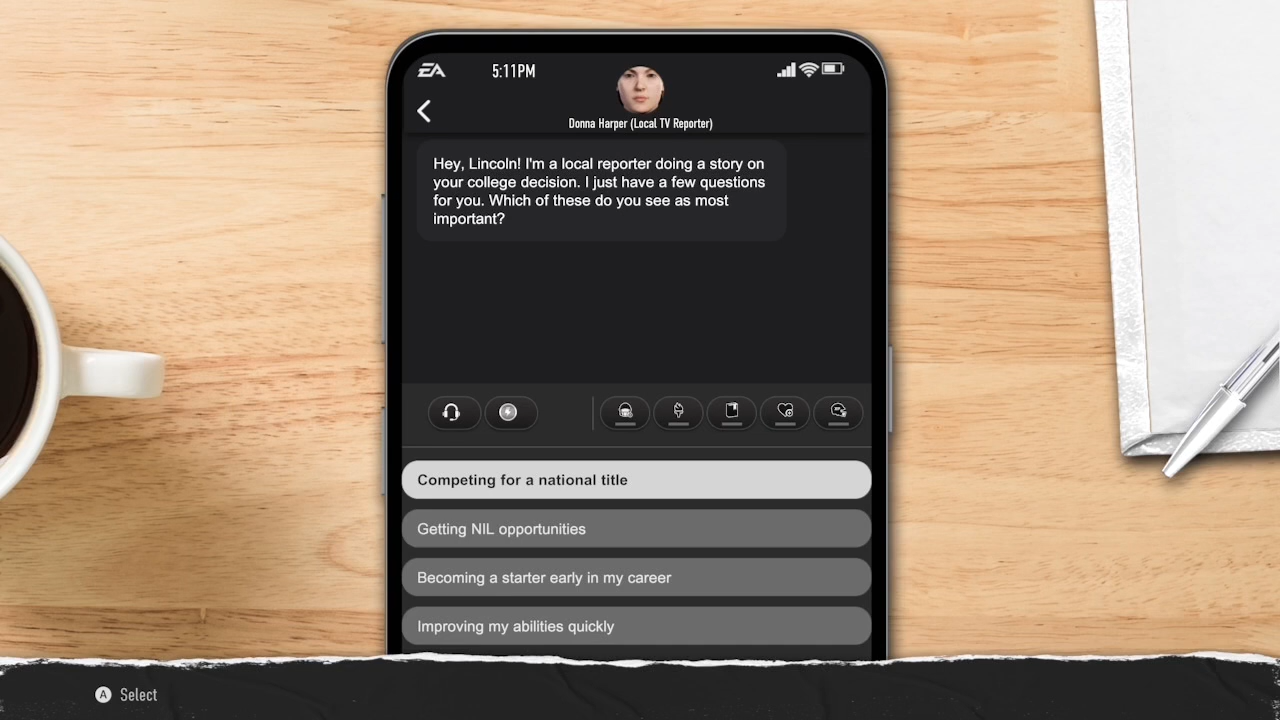 EA
5:11PM
Donna Harper (Local TV Reporter)
Hey, Lincoln! I'm a local reporter doing a story on
your college decision. I just have a few questions
for you. Which of these do you see as most
important?
Competing for a national title
Getting NIL opportunities
Becoming a starter early in my career
Improving my abilities quickly
A Select